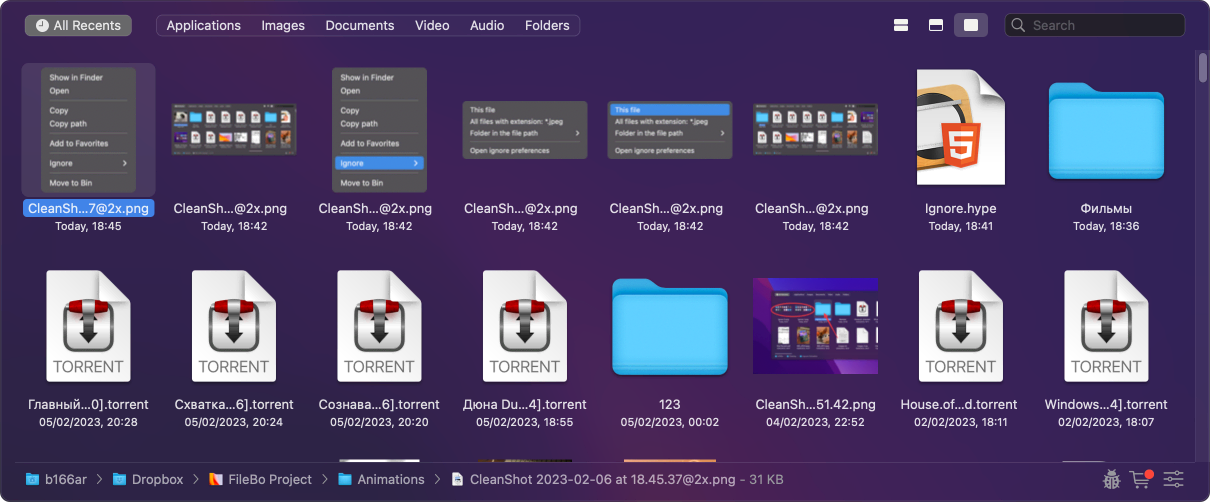 All Recents
Applications
Images
Documents
Video
Audio
Folders
Search
Show in Finder
Open
Copy
Copy path
Add to Favorites
Ignore
Move to Bin
CleanSh...7@2x.png
Today, 18:45
CleanSh...@2x.png
Today, 18:42
Show in Finder
Open
Copy
Copy path
Add to Favorites
Ignore
Move to Bin
CleanSh...@2x.png
Today, 18:42
This file
All files with extension: *.jpeg
Folder in the file path
Open ignore preferences
CleanSh...@2x.png
Today, 18:42
This file
All files with extension: *.jpeg
Folder in the file path
Open ignore preferences
CleanSh...@2x.png
Today, 18:42
CleanSh...@2x.png
Today, 18:42
5
Ignore.hype
Today, 18:41
Фильмы
Today, 18:36
TORRENT
Главный...0].torrent
05/02/2023, 20:28
TORRENT
Схватка...6].torrent
05/02/2023, 20:24
TORRENT
Сознава...6].torrent
05/02/2023, 20:20
TORRENT
Дюна Du...4].torrent
05/02/2023, 18:55
123
05/02/2023, 00:02
CleanSh...51.42.png
04/02/2023, 22:52
TORRENT
House.of...d.torrent
02/02/2023, 18:11
TORRENT
Windows...4].torrent
02/02/2023, 18:07
b166ar > Dropbox > FileBo Project > Animations > CleanShot 2023-02-06 at 18.45.37@2x.png - 31 KB